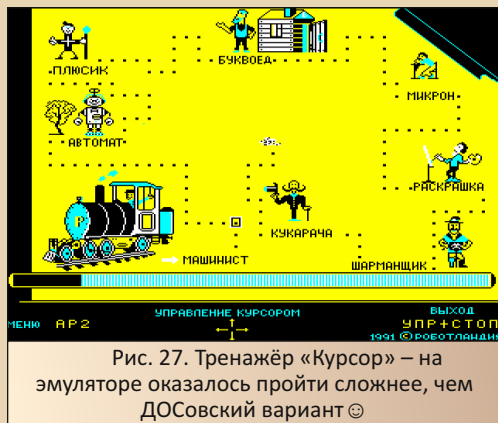 БУКВОЕД
ПЛЮСИК
МИКРОН
АВТОМАТ
РАСКРАШКА
КУКАРАЧА
МАШИНИСТ
ШАРМАНЩИК
УПРАВЛЕНИЕ КУРСОРОМ
ВЫХОД
МЕНЮ АР2
УПР+СТОП
1991 © РОБОТЛАНДИЯ
Рис. 27. Тренажёр «Курсор» – на
эмуляторе оказалось пройти сложнее, чем
ДОСовский вариант☺